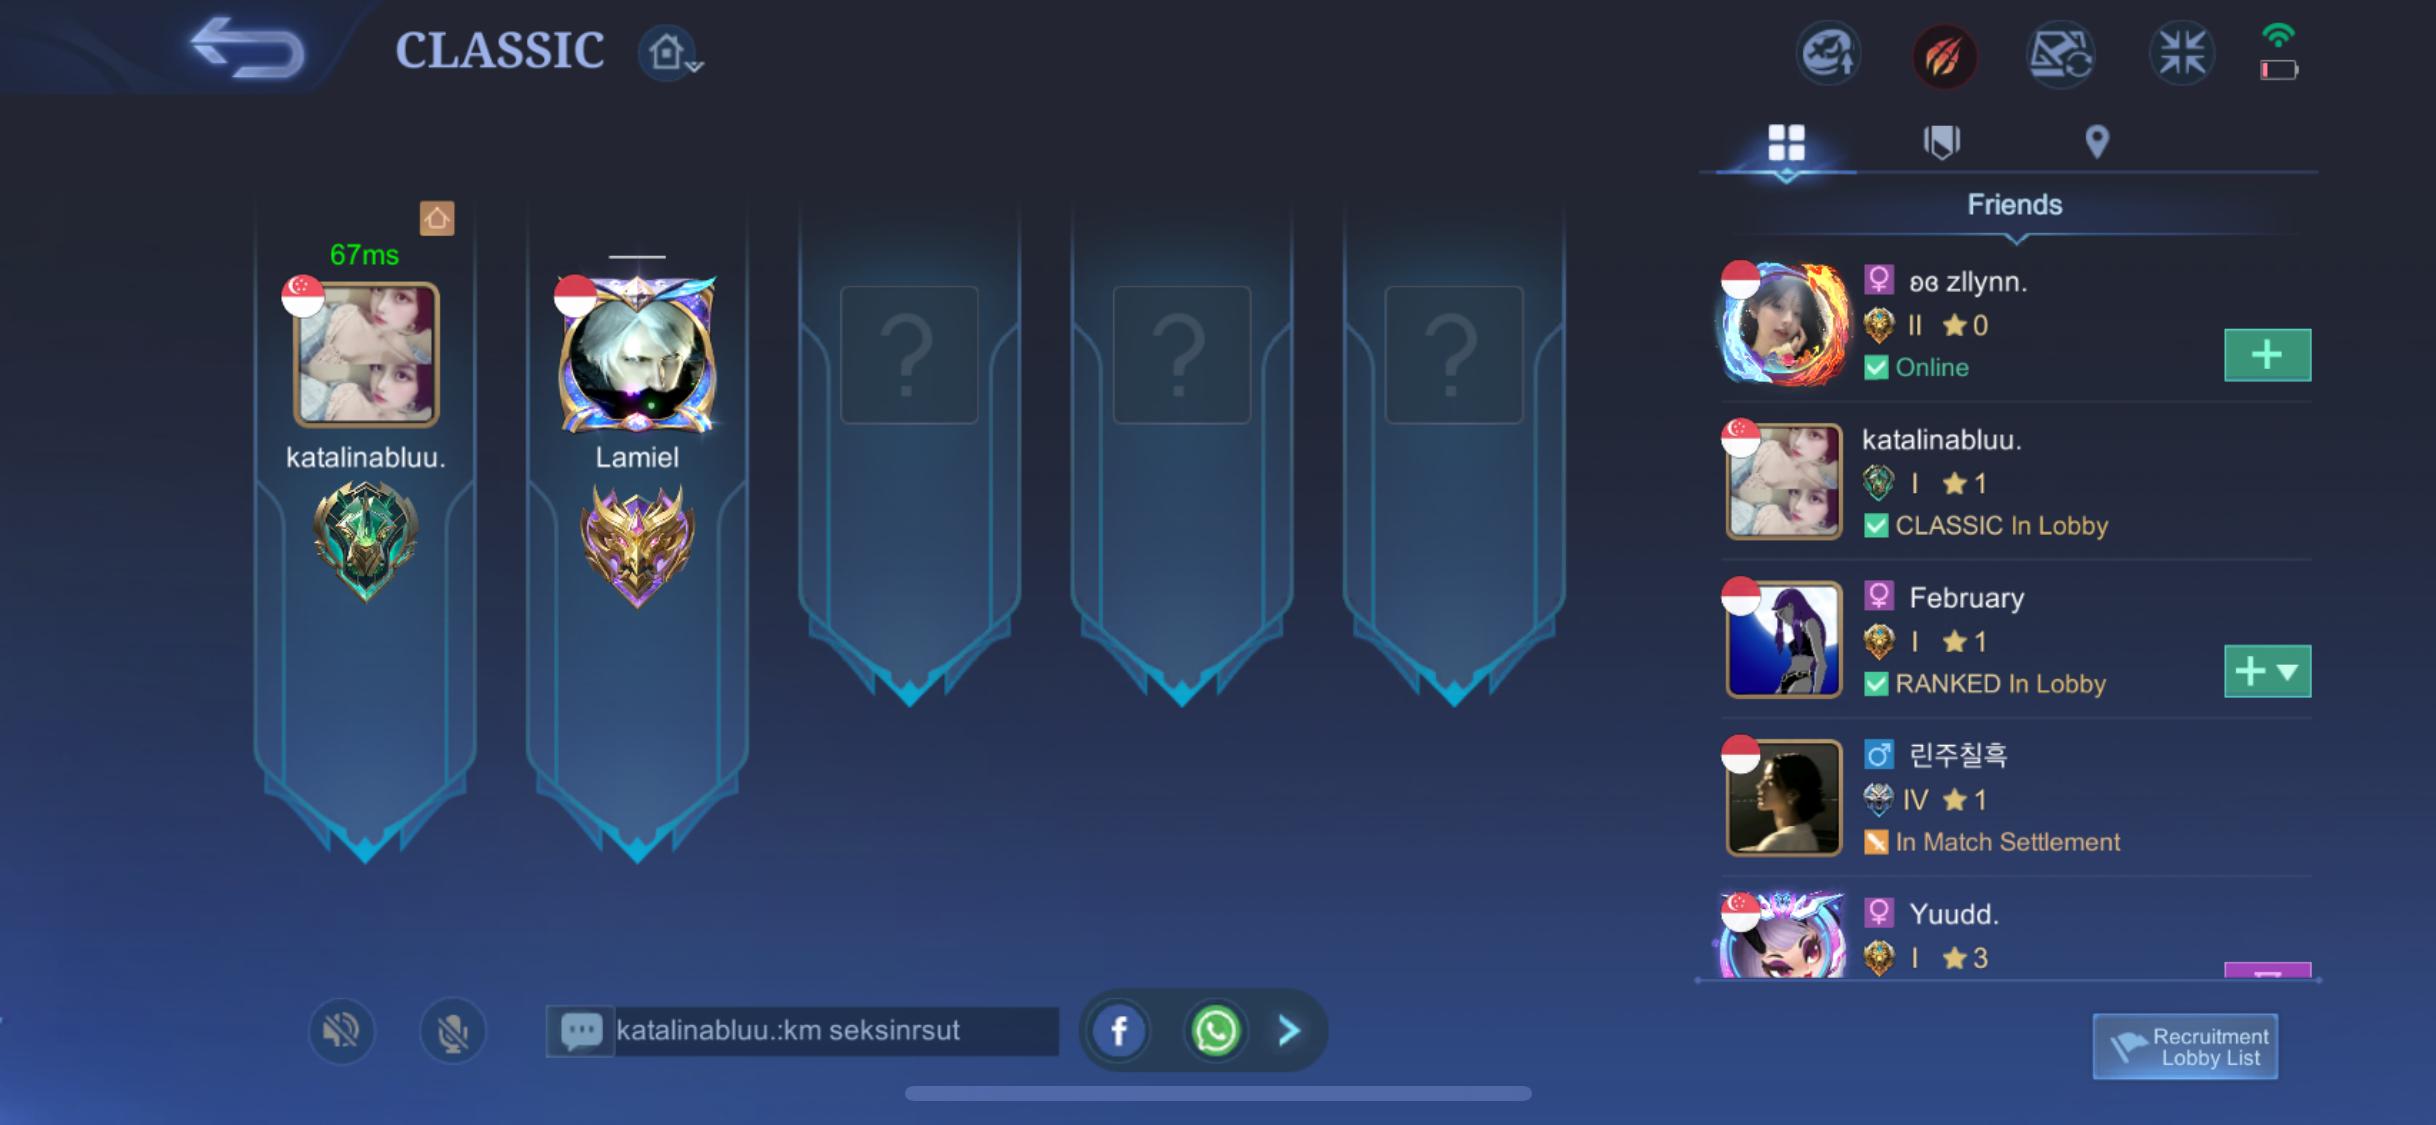 CLASSIC
67ms
katalinabluu.
Lamiel
?
?
?
Friends
ʚɞ zllynn.
II ★0
Online
katalinabluu.
I ★1
CLASSIC In Lobby
February
I ★1
RANKED In Lobby
린주칠흑
IV ★1
In Match Settlement
Yuudd.
I ★3
katalinabluu.:km seksinrsut
Recruitment
Lobby List